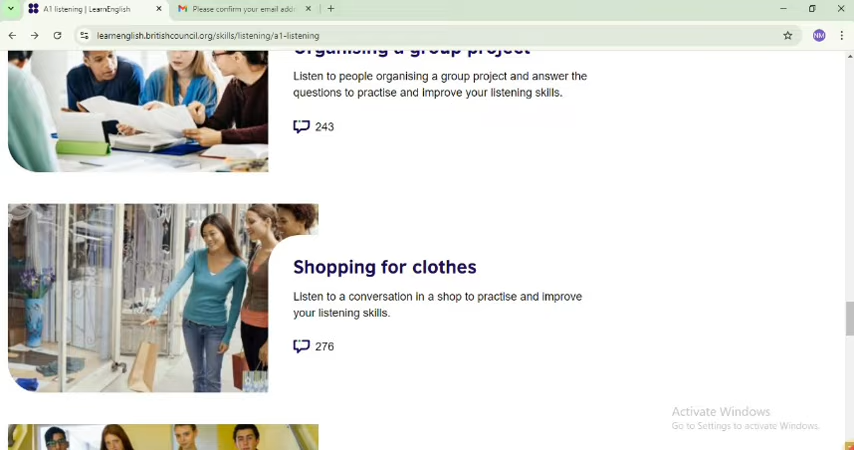 A1 listening | LearnEnglish
Please confirm your email addr
learnenglish.britishcouncil.org/skills/listening/a1-listening
NM
Organising a group project
Listen to people organising a group project and answer the
questions to practise and improve your listening skills.
243
Shopping for clothes
Listen to a conversation in a shop to practise and improve
your listening skills.
276
Activate Windows
Go to Settings to activate Windows.